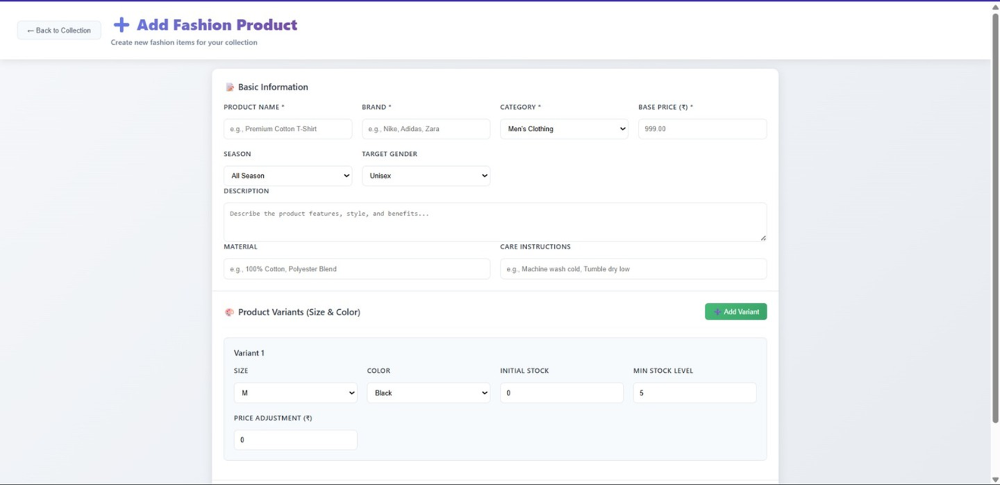 ← Back to Collection
Add Fashion Product
Create new fashion items for your collection
Basic Information
PRODUCT NAME *
BRAND *
CATEGORY *
BASE PRICE (₹) *
e.g., Premium Cotton T-Shirt
e.g., Nike, Adidas, Zara
Men's Clothing
999.00
SEASON
TARGET GENDER
All Season
Unisex
DESCRIPTION
Describe the product features, style, and benefits...
MATERIAL
CARE INSTRUCTIONS
e.g., 100% Cotton, Polyester Blend
e.g., Machine wash cold, Tumble dry low
Product Variants (Size & Color)
Add Variant
Variant 1
SIZE
COLOR
INITIAL STOCK
MIN STOCK LEVEL
M
Black
0
5
PRICE ADJUSTMENT (₹)
0